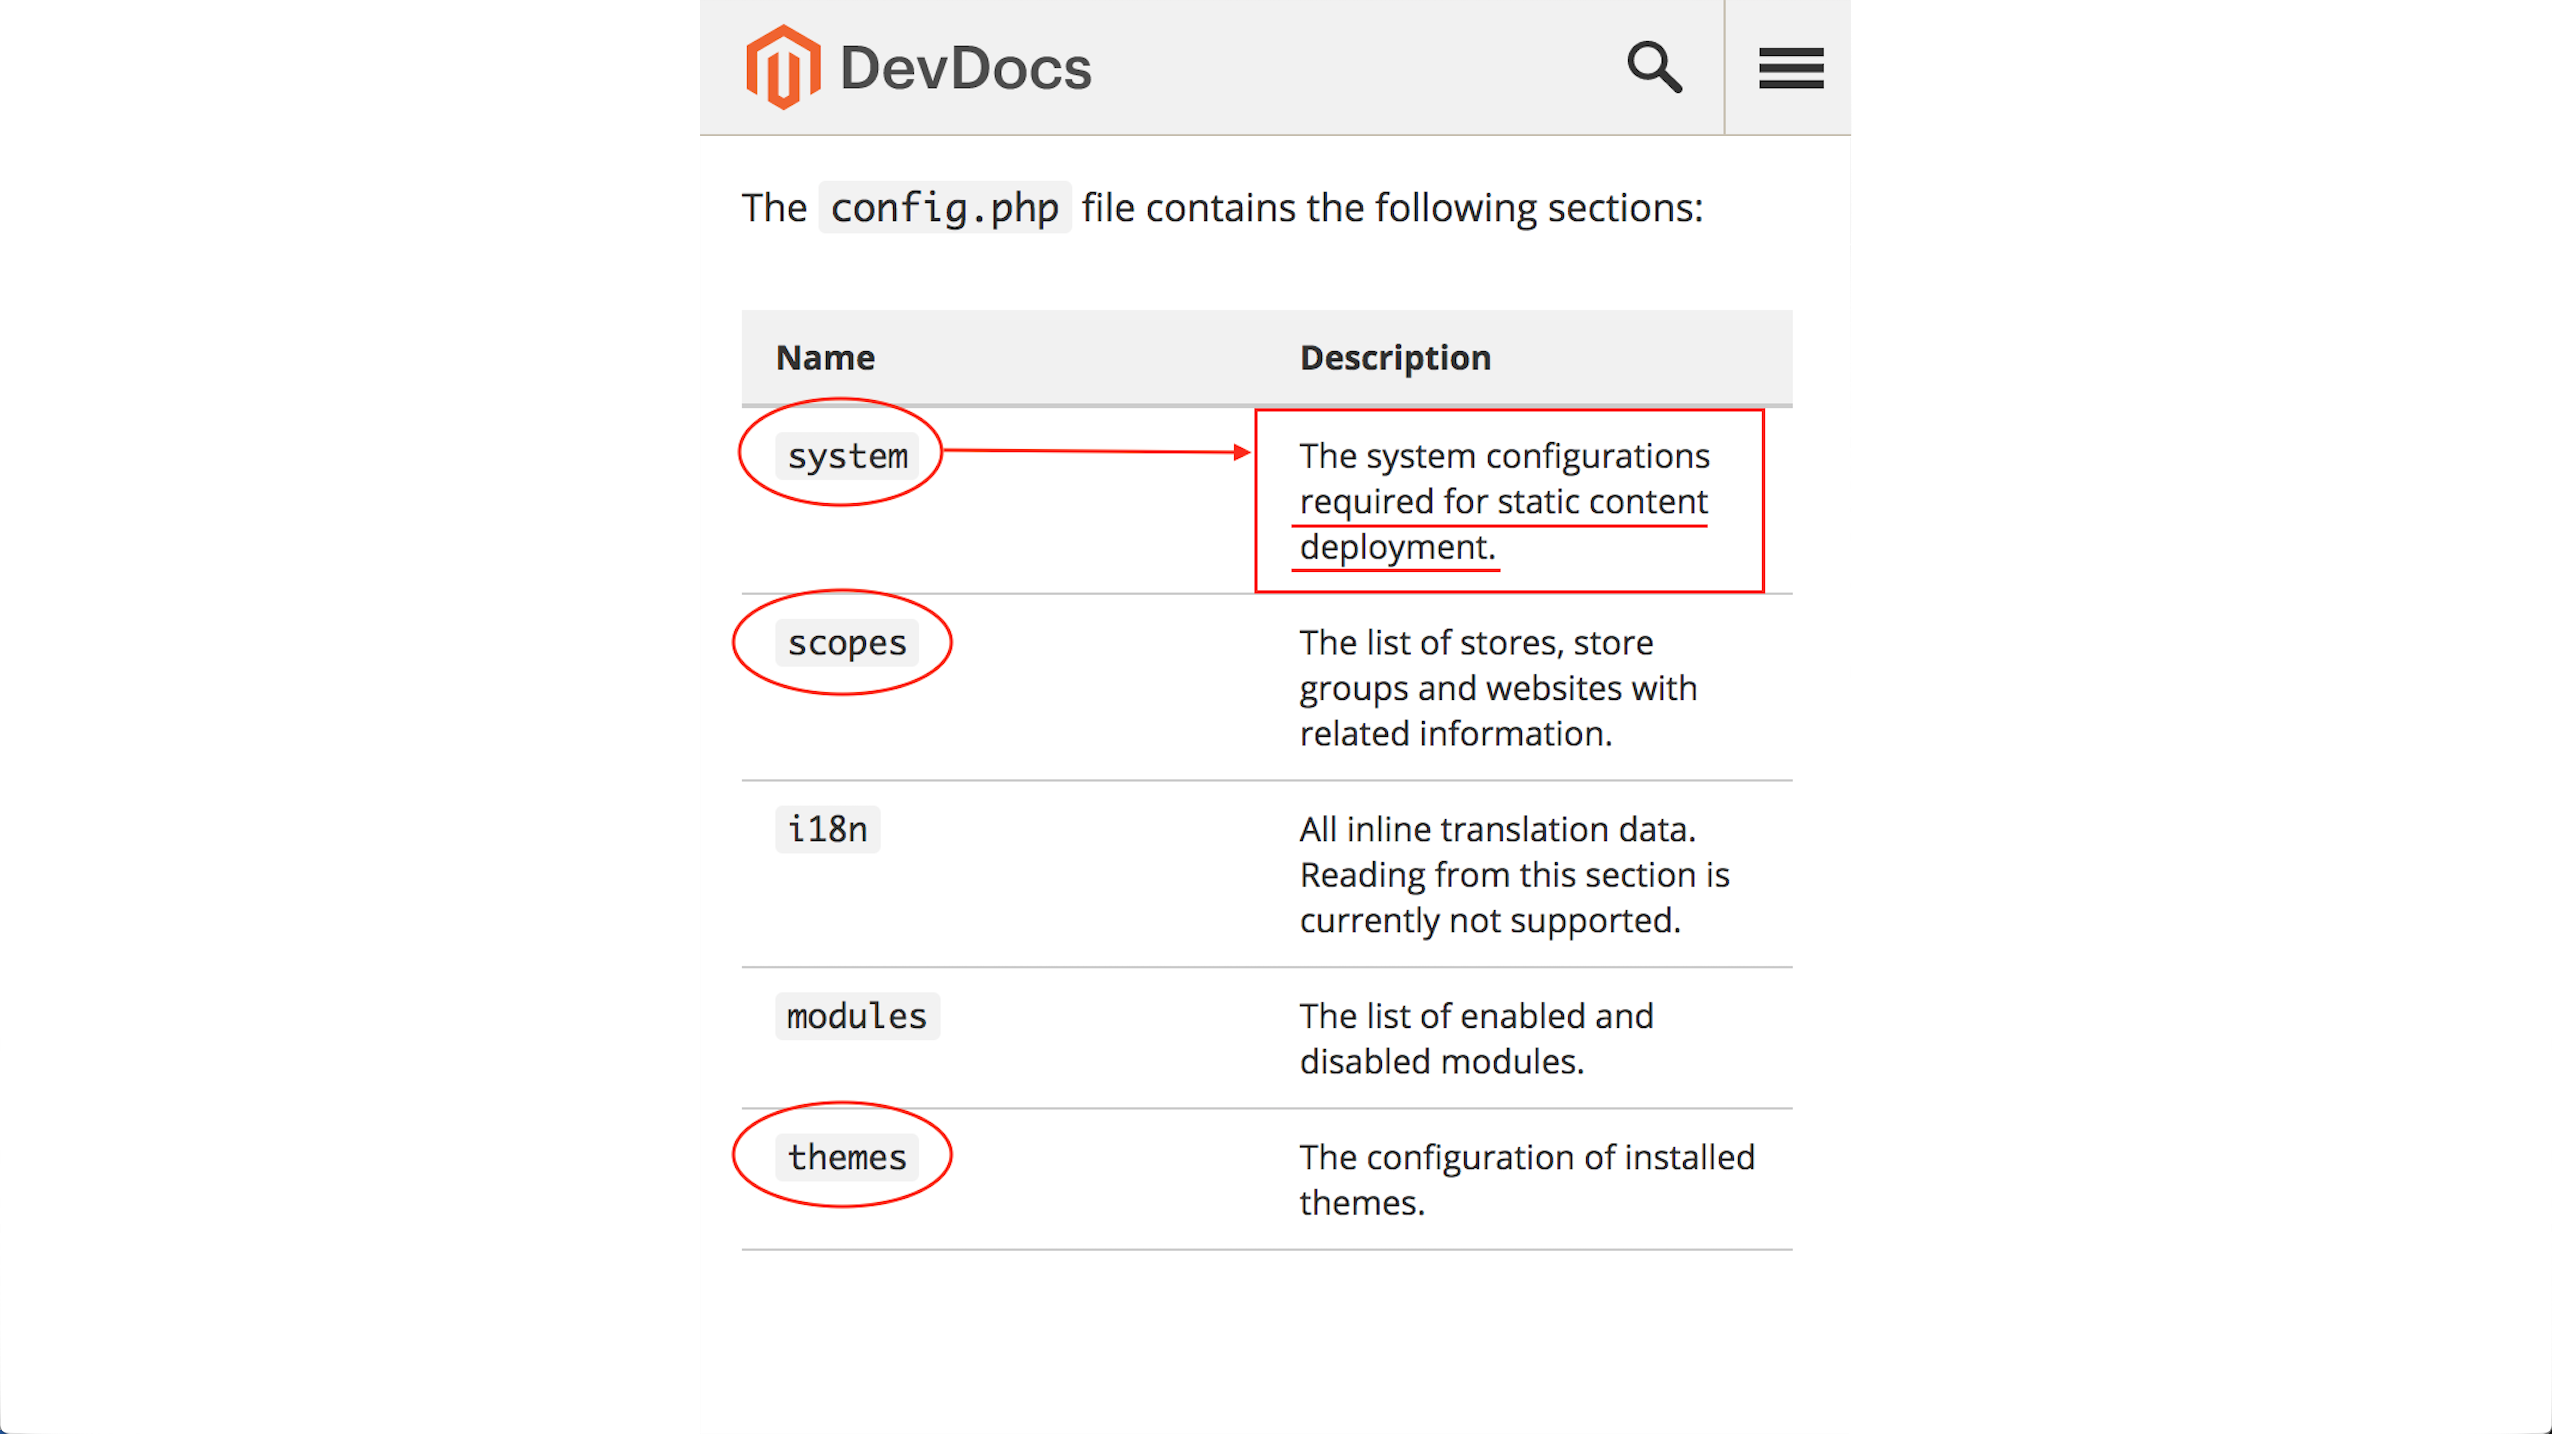 DevDocs
The config.php file contains the following sections:
Name Description
system The system configurations
required for static content
deployment.
scopes The list of stores, store
groups and websites with
related information.
i18n All inline translation data.
Reading from this section is
currently not supported.
modules The list of enabled and
disabled modules.
themes The configuration of installed
themes.